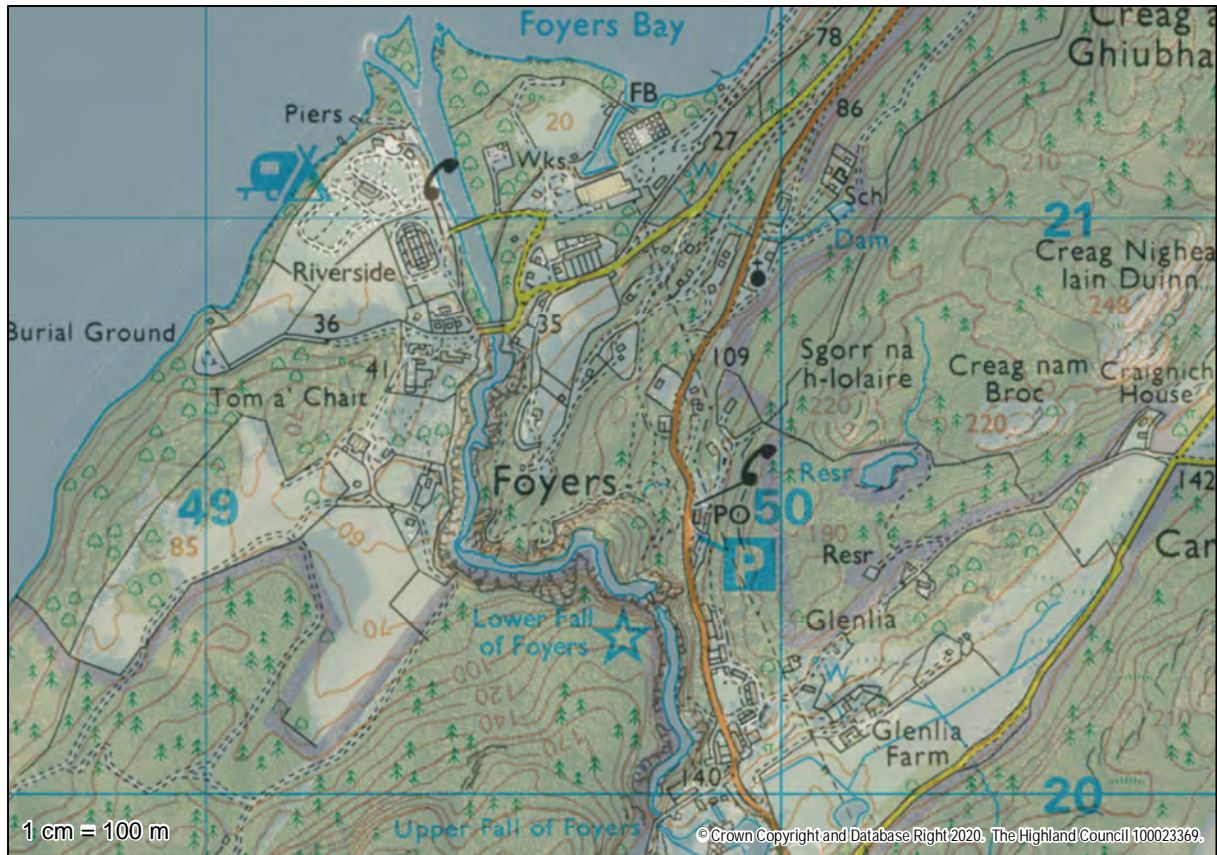 Foyers Bay
Creag a
Ghiubha
78
86
FB
Piers
20
27
Wks
W
210
220
Sch
21
Dam
Creag Nighea
Iain Duinn
248
Riverside
36
35
Burial Ground
41
109
Sgorr na
h-Iolaire
Creag nam
Broc
Craignich
House
Tom a' Chait
70
220
220
Foyers
Resr
142
49
50
PO
85
60
190
Resr
Car
P
70
Lower Fall
of Foyers
Glenlia
100
120
140
170
W
210
Glenlia
Farm
140
20
Upper Fall of Foyers
1 cm = 100 m
© Crown Copyright and Database Right 2020. The Highland Council 100023369.